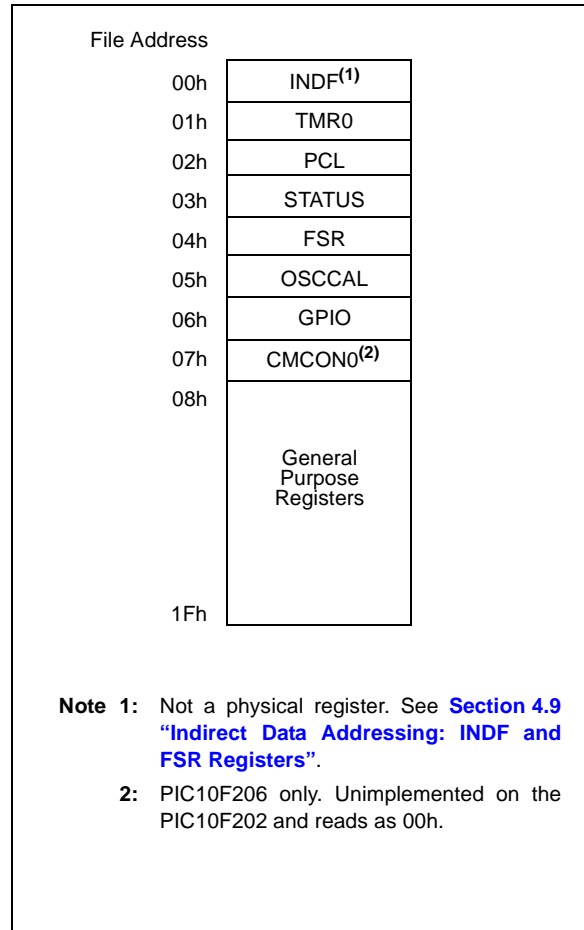 File Address
00h INDF(1)
01h TMR0
02h PCL
03h STATUS
04h FSR
05h OSCCAL
06h GPIO
07h CMCON0(2)
08h
General
Purpose
Registers
1Fh
Note 1: Not a physical register. See Section 4.9
“Indirect Data Addressing: INDF and
FSR Registers”.
2: PIC10F206 only. Unimplemented on the
PIC10F202 and reads as 00h.